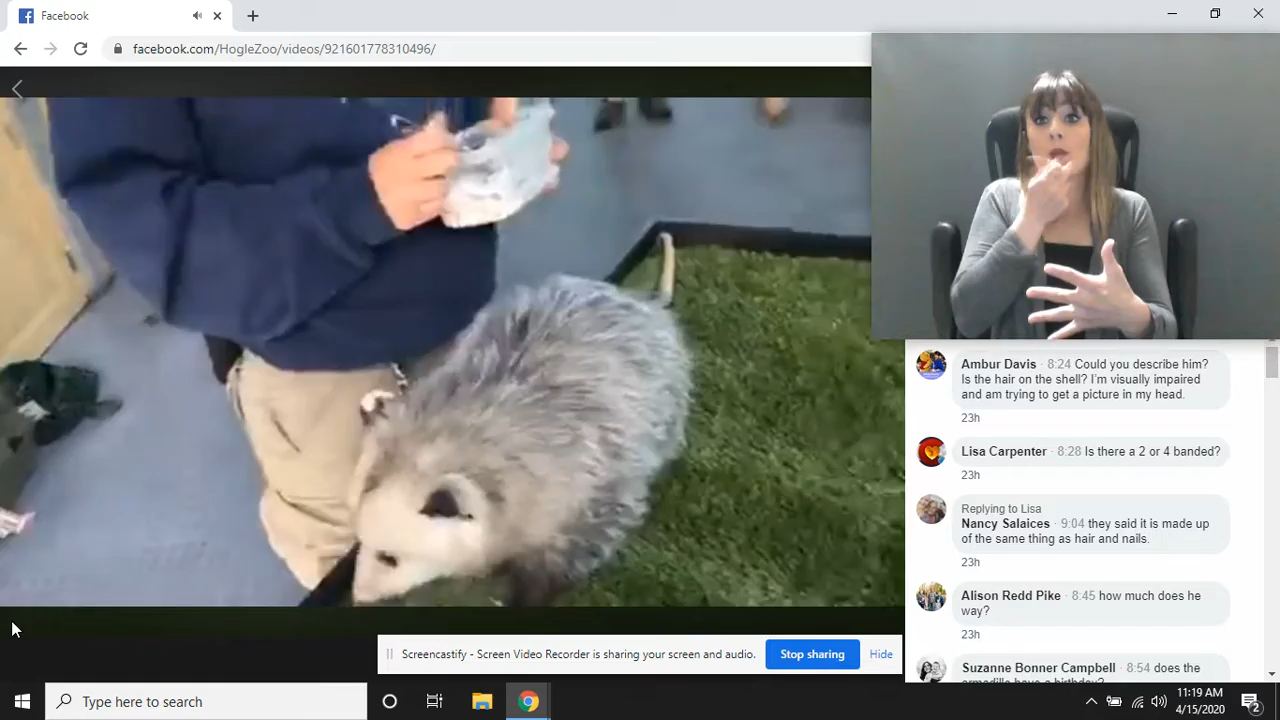 Facebook
facebook.com/HogleZoo/videos/921601778310496/
Ambur Davis 8:24 Could you describe him?
Is the hair on the shell? I'm visually impaired
and am trying to get a picture in my head.
23h
Lisa Carpenter 8:28 Is there a 2 or 4 banded?
23h
Replying to Lisa
Nancy Salaices 9:04 they said it is made up
of the same thing as hair and nails.
23h
Alison Redd Pike 8:45 how much does he
way?
23h
Suzanne Bonner Campbell 8:54 does the
armadillo have a birthday?
Screencastify - Screen Video Recorder is sharing your screen and audio.
Stop sharing
Hide
Type here to search
11:19 AM
4/15/2020
2